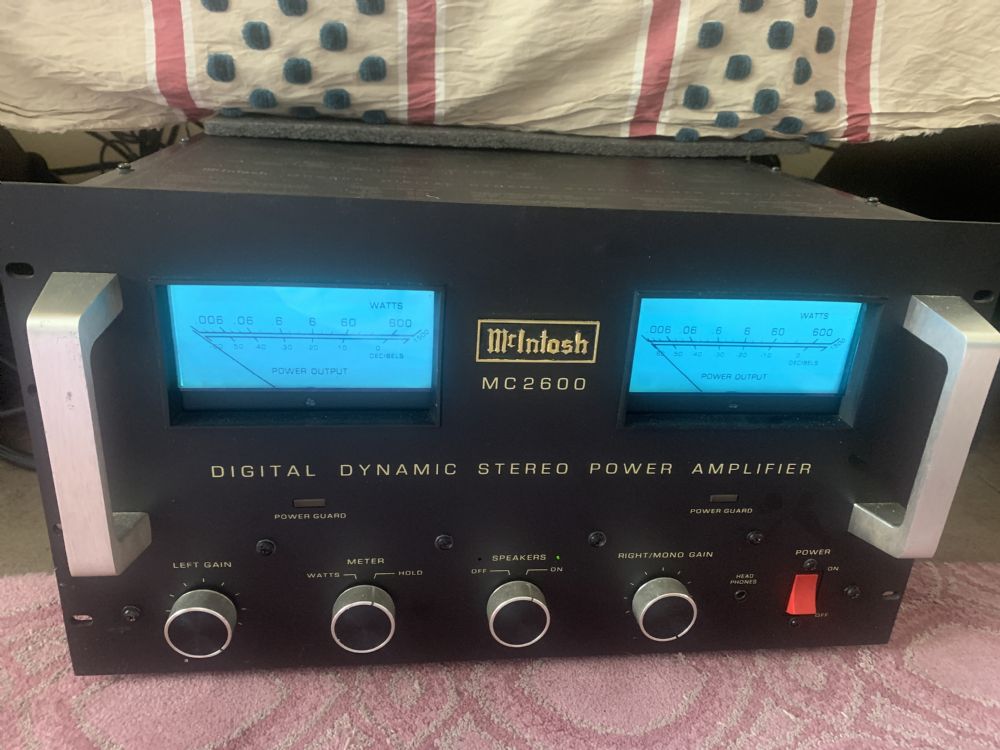 McIntosh
WATTS
.006 .06 .6 6 60 600
50 40 30 20 -10 0
DECIBELS
POWER OUTPUT
McIntosh
MC2600
WATTS
.006 .06 .6 6 60 600
50 40 30 20 -10 0
DECIBELS
POWER OUTPUT
DIGITAL DYNAMIC STEREO POWER AMPLIFIER
POWER GUARD
POWER GUARD
LEFT GAIN
METER
WATTS HOLD
SPEAKERS
OFF ON
RIGHT/MONO GAIN
HEAD
PHONES
POWER
ON
OFF